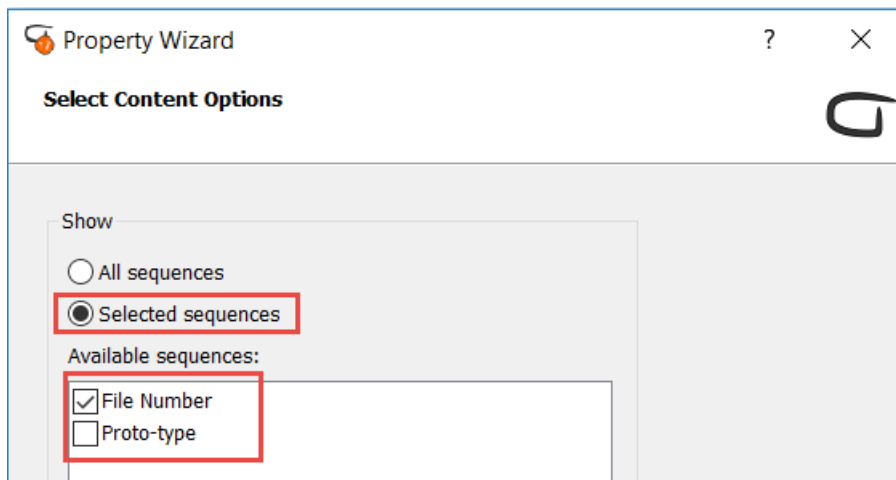 Property Wizard
?
Select Content Options
Show
All sequences
Selected sequences
Available sequences:
File Number
Proto-type